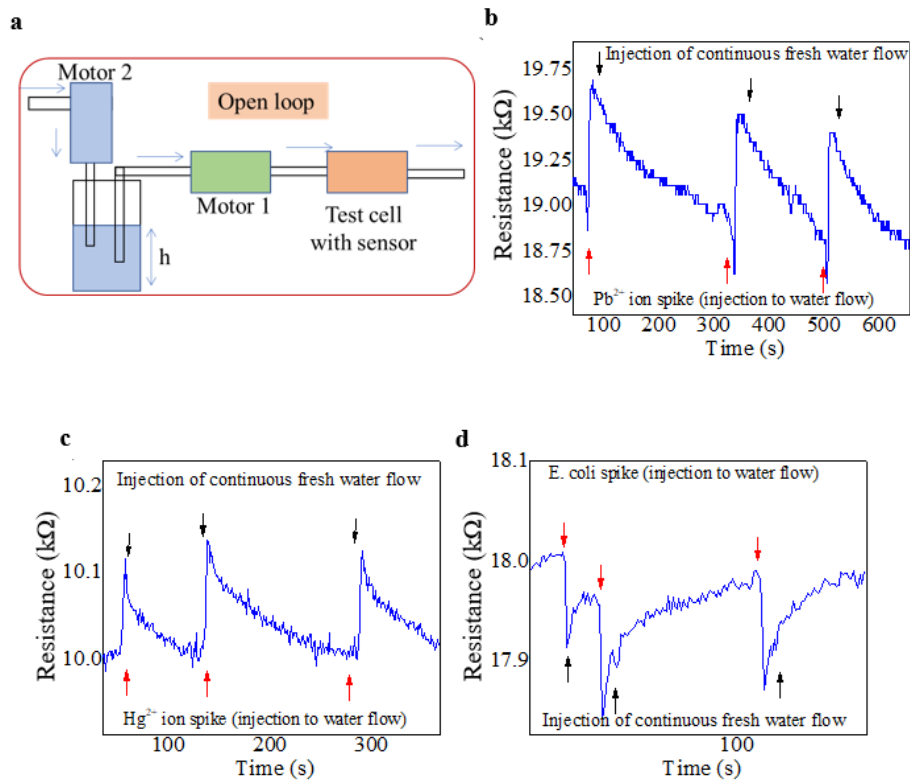 a
Motor 2
Open loop
Motor 1
Test cell
with sensor
h
b
Injection of continuous fresh water flow
19.75
19.50
19.25
19.00
18.75
18.50
Resistance (kΩ)
Pb²⁺ ion spike (injection to water flow)
100 200 300 400 500 600
Time (s)
c
Injection of continuous fresh water flow
10.2
10.1
10.0
Resistance (kΩ)
Hg²⁺ ion spike (injection to water flow)
100 200 300
Time (s)
d
E. coli spike (injection to water flow)
18.1
18.0
17.9
Resistance (kΩ)
Injection of continuous fresh water flow
100
Time (s)